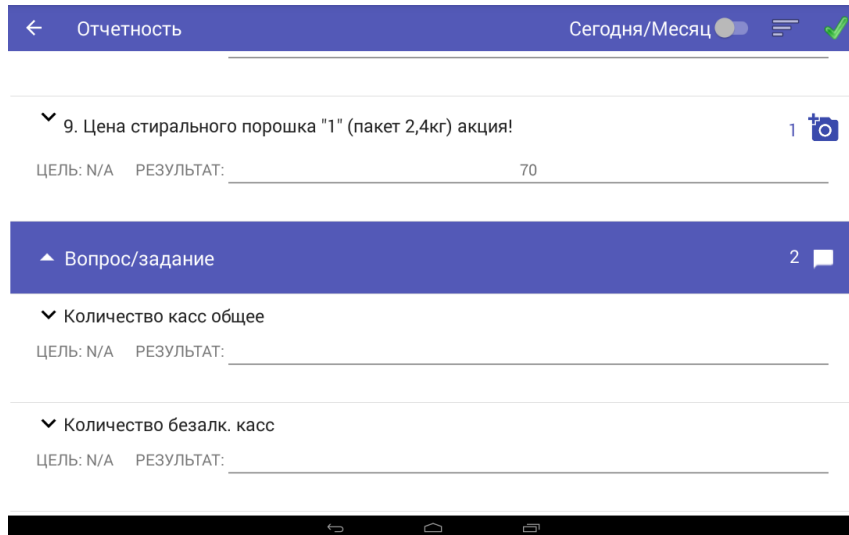 Отчетность Сегодня/Месяц
9. Цена стирального порошка "1" (пакет 2,4кг) акция! 1
ЦЕЛЬ: N/A РЕЗУЛЬТАТ: 70
Вопрос/задание 2
Количество касс общее
ЦЕЛЬ: N/A РЕЗУЛЬТАТ:
Количество безалк. касс
ЦЕЛЬ: N/A РЕЗУЛЬТАТ: